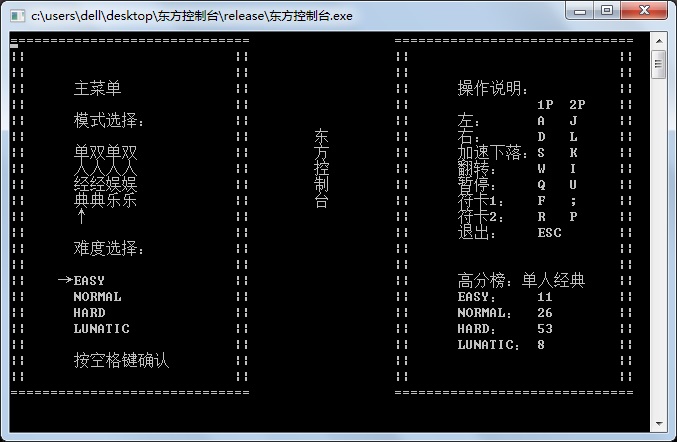 c:\users\dell\desktop\东方控制台\release\东方控制台.exe
主菜单
模式选择：
单双单双
人人人人
经经娱娱
典典乐乐
↑
难度选择：
→EASY
NORMAL
HARD
LUNATIC
按空格键确认
东
方
控
制
台
操作说明：
1P 2P
左： A J
右： D L
加速下落：S K
翻转： W I
暂停： Q U
符卡1： F ;
符卡2： R P
退出： ESC
高分榜：单人经典
EASY： 11
NORMAL： 26
HARD： 53
LUNATIC： 8